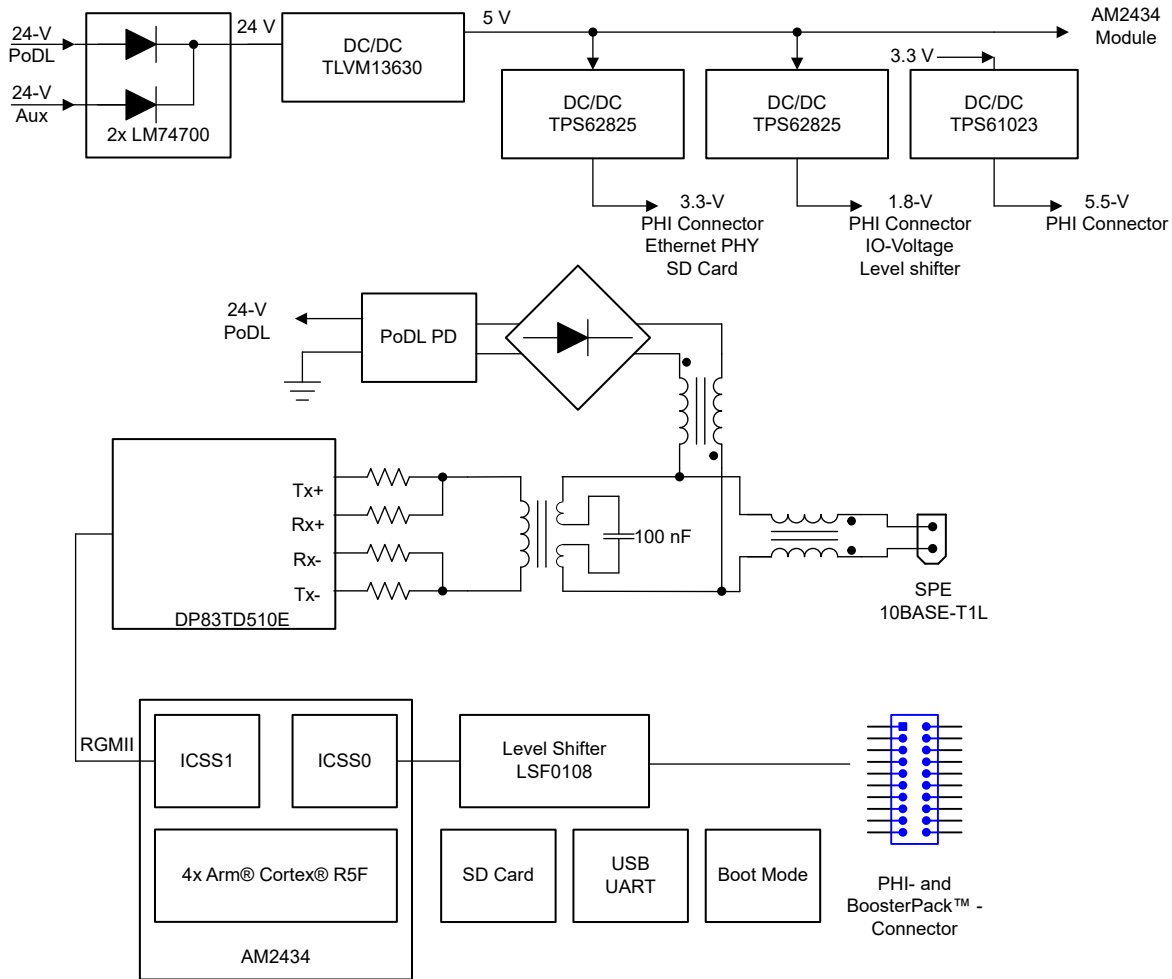 24-V
PoDL
24-V
Aux
2x LM74700
24 V
DC/DC
TLVM13630
5 V
AM2434
Module
3.3 V
DC/DC
TPS62825
DC/DC
TPS62825
DC/DC
TPS61023
3.3-V
PHI Connector
Ethernet PHY
SD Card
1.8-V
PHI Connector
IO-Voltage
Level shifter
5.5-V
PHI Connector
24-V
PoDL
PoDL PD
Tx+
Rx+
Rx-
Tx-
DP83TD510E
100 nF
SPE
10BASE-T1L
RGMII
ICSS1
ICSS0
Level Shifter
LSF0108
4x Arm® Cortex® R5F
AM2434
SD Card
USB
UART
Boot Mode
PHI- and
BoosterPack™ -
Connector